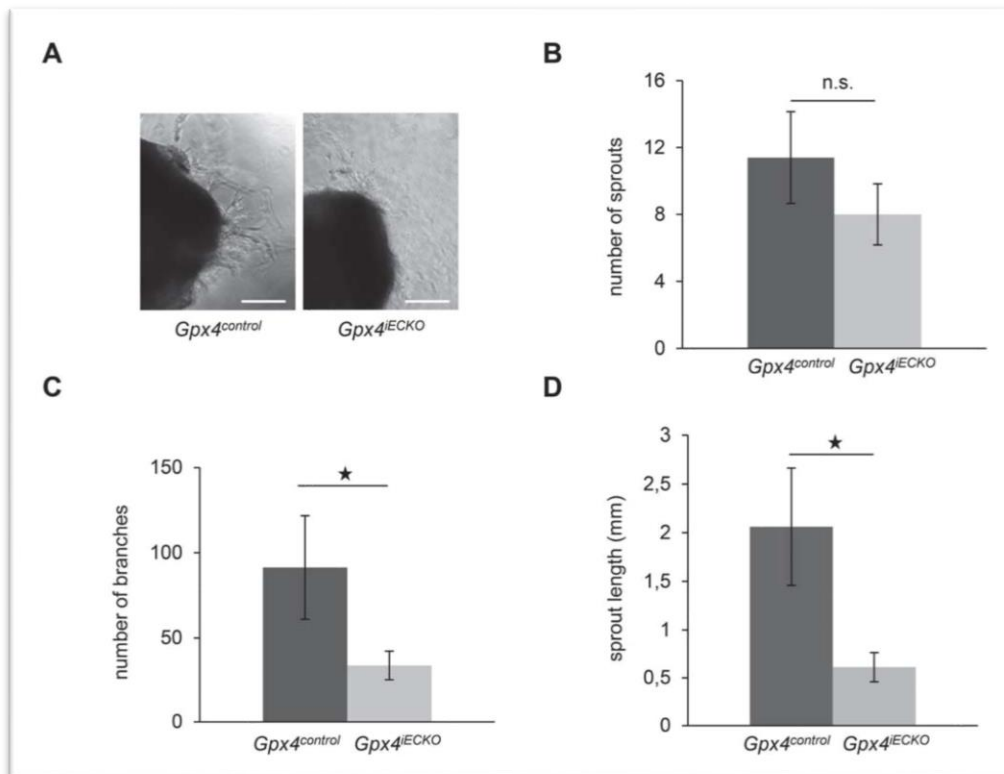 A
Gpx4control
Gpx4iECKO
B
number of sprouts
16
12
8
4
0
n.s.
Gpx4control
Gpx4iECKO
C
number of branches
150
100
50
0
★
Gpx4control
Gpx4iECKO
D
sprout length (mm)
3
2,5
2
1,5
1
0,5
0
★
Gpx4control
Gpx4iECKO